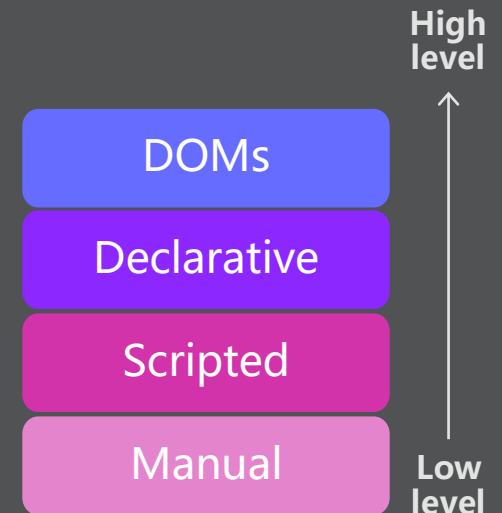 High
level
DOMs
Declarative
Scripted
Manual
Low
level